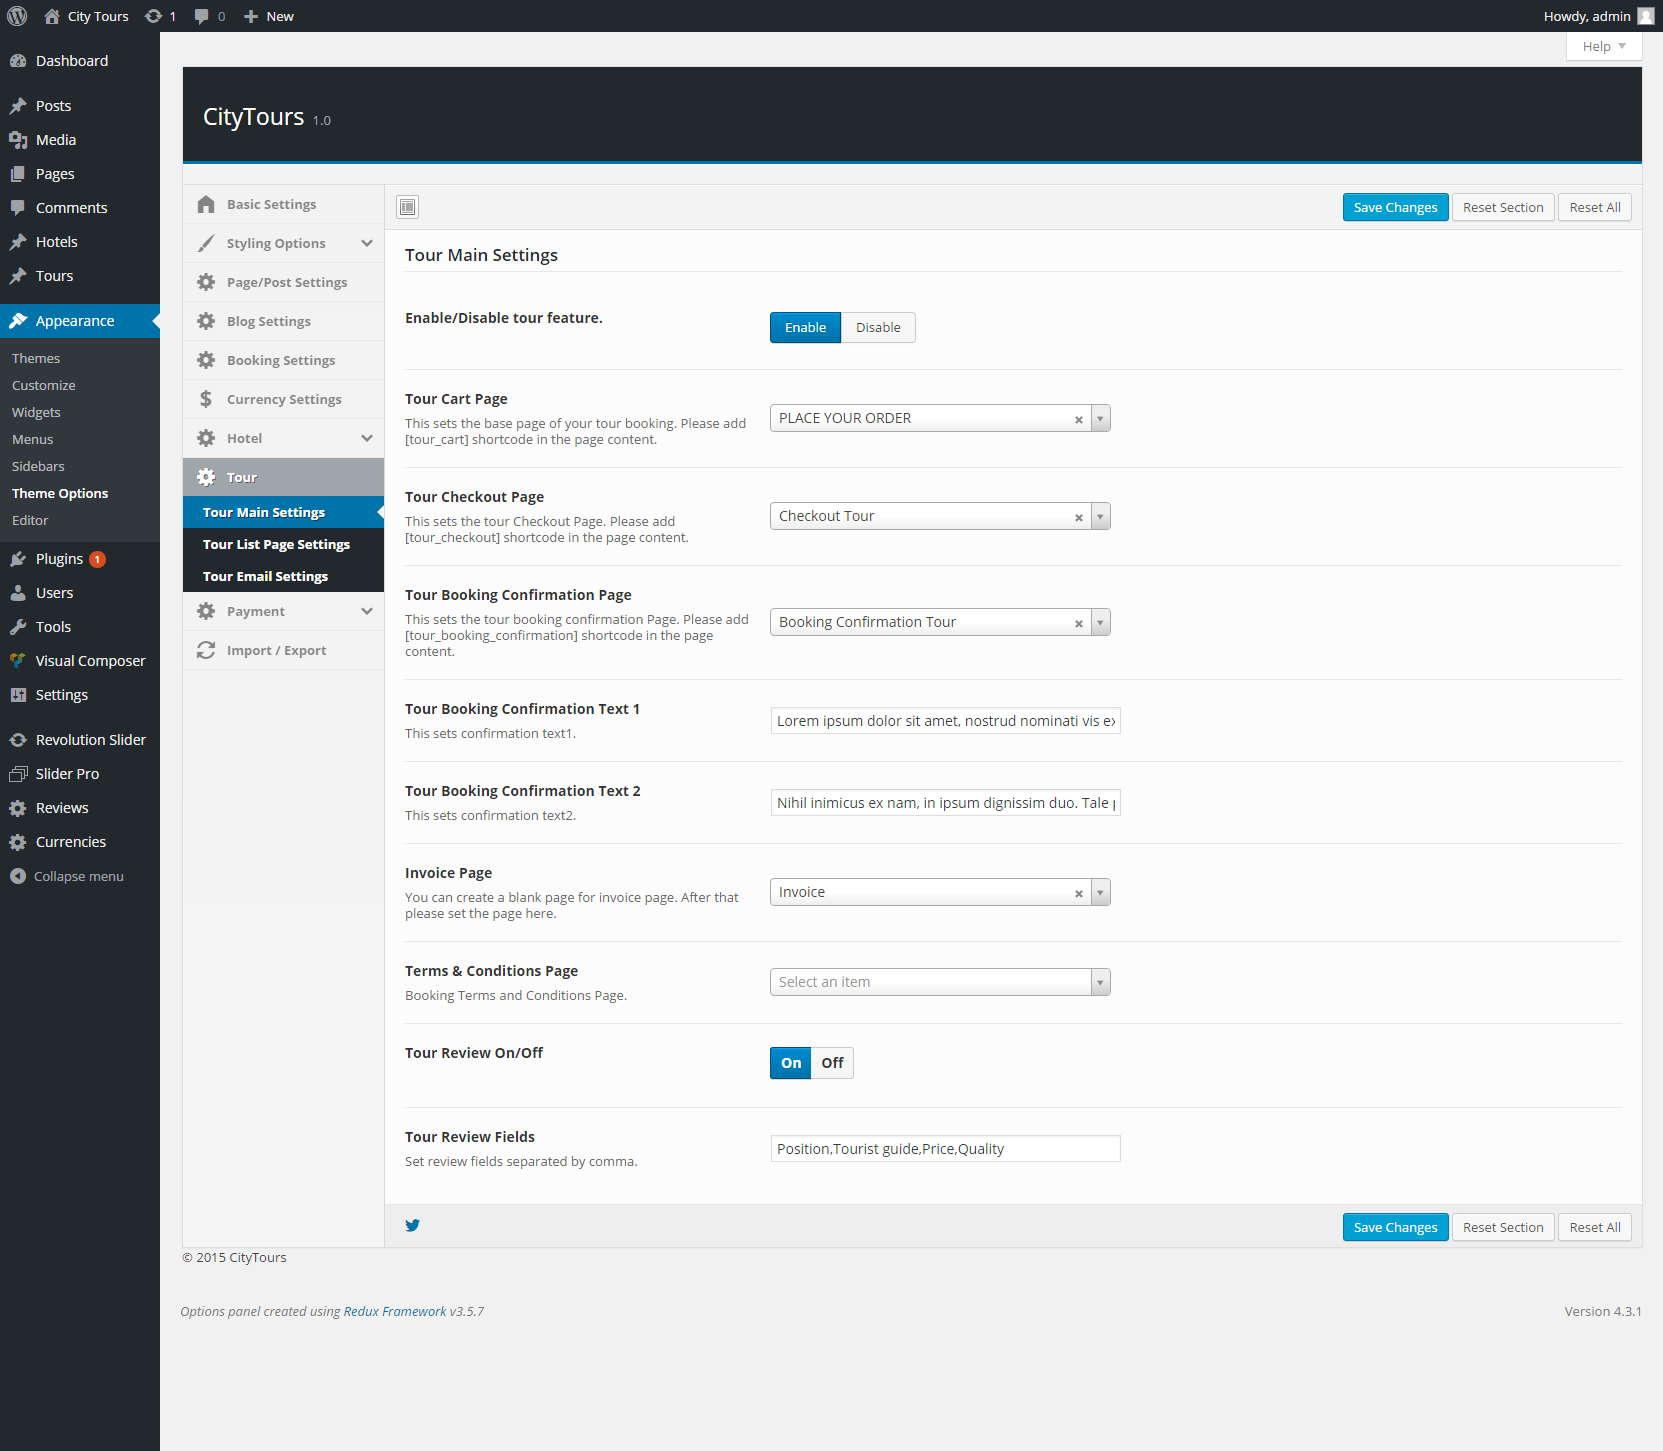 City Tours
1
0
New
Howdy, admin
Help
Dashboard
Posts
Media
Pages
Comments
Hotels
Tours
Appearance
Themes
Customize
Widgets
Menus
Sidebars
Theme Options
Editor
Plugins 1
Users
Tools
Visual Composer
Settings
Revolution Slider
Slider Pro
Reviews
Currencies
Collapse menu
CityTours 1.0
Basic Settings
Styling Options
Page/Post Settings
Blog Settings
Booking Settings
Currency Settings
Hotel
Tour
Tour Main Settings
Tour List Page Settings
Tour Email Settings
Payment
Import / Export
Save Changes
Reset Section
Reset All
Tour Main Settings
Enable/Disable tour feature.
Enable
Disable
Tour Cart Page
This sets the base page of your tour booking. Please add
[tour_cart] shortcode in the page content.
PLACE YOUR ORDER
Tour Checkout Page
This sets the tour Checkout Page. Please add
[tour_checkout] shortcode in the page content.
Checkout Tour
Tour Booking Confirmation Page
This sets the tour booking confirmation Page. Please add
[tour_booking_confirmation] shortcode in the page
content.
Booking Confirmation Tour
Tour Booking Confirmation Text 1
This sets confirmation text1.
Lorem ipsum dolor sit amet, nostrud nominati vis ex
Tour Booking Confirmation Text 2
This sets confirmation text2.
Nihil inimicus ex nam, in ipsum dignissim duo. Tale
Invoice Page
You can create a blank page for invoice page. After that
please set the page here.
Invoice
Terms & Conditions Page
Booking Terms and Conditions Page.
Select an item
Tour Review On/Off
On
Off
Tour Review Fields
Set review fields separated by comma.
Position,Tourist guide,Price,Quality
Save Changes
Reset Section
Reset All
© 2015 CityTours
Options panel created using Redux Framework v3.5.7
Version 4.3.1